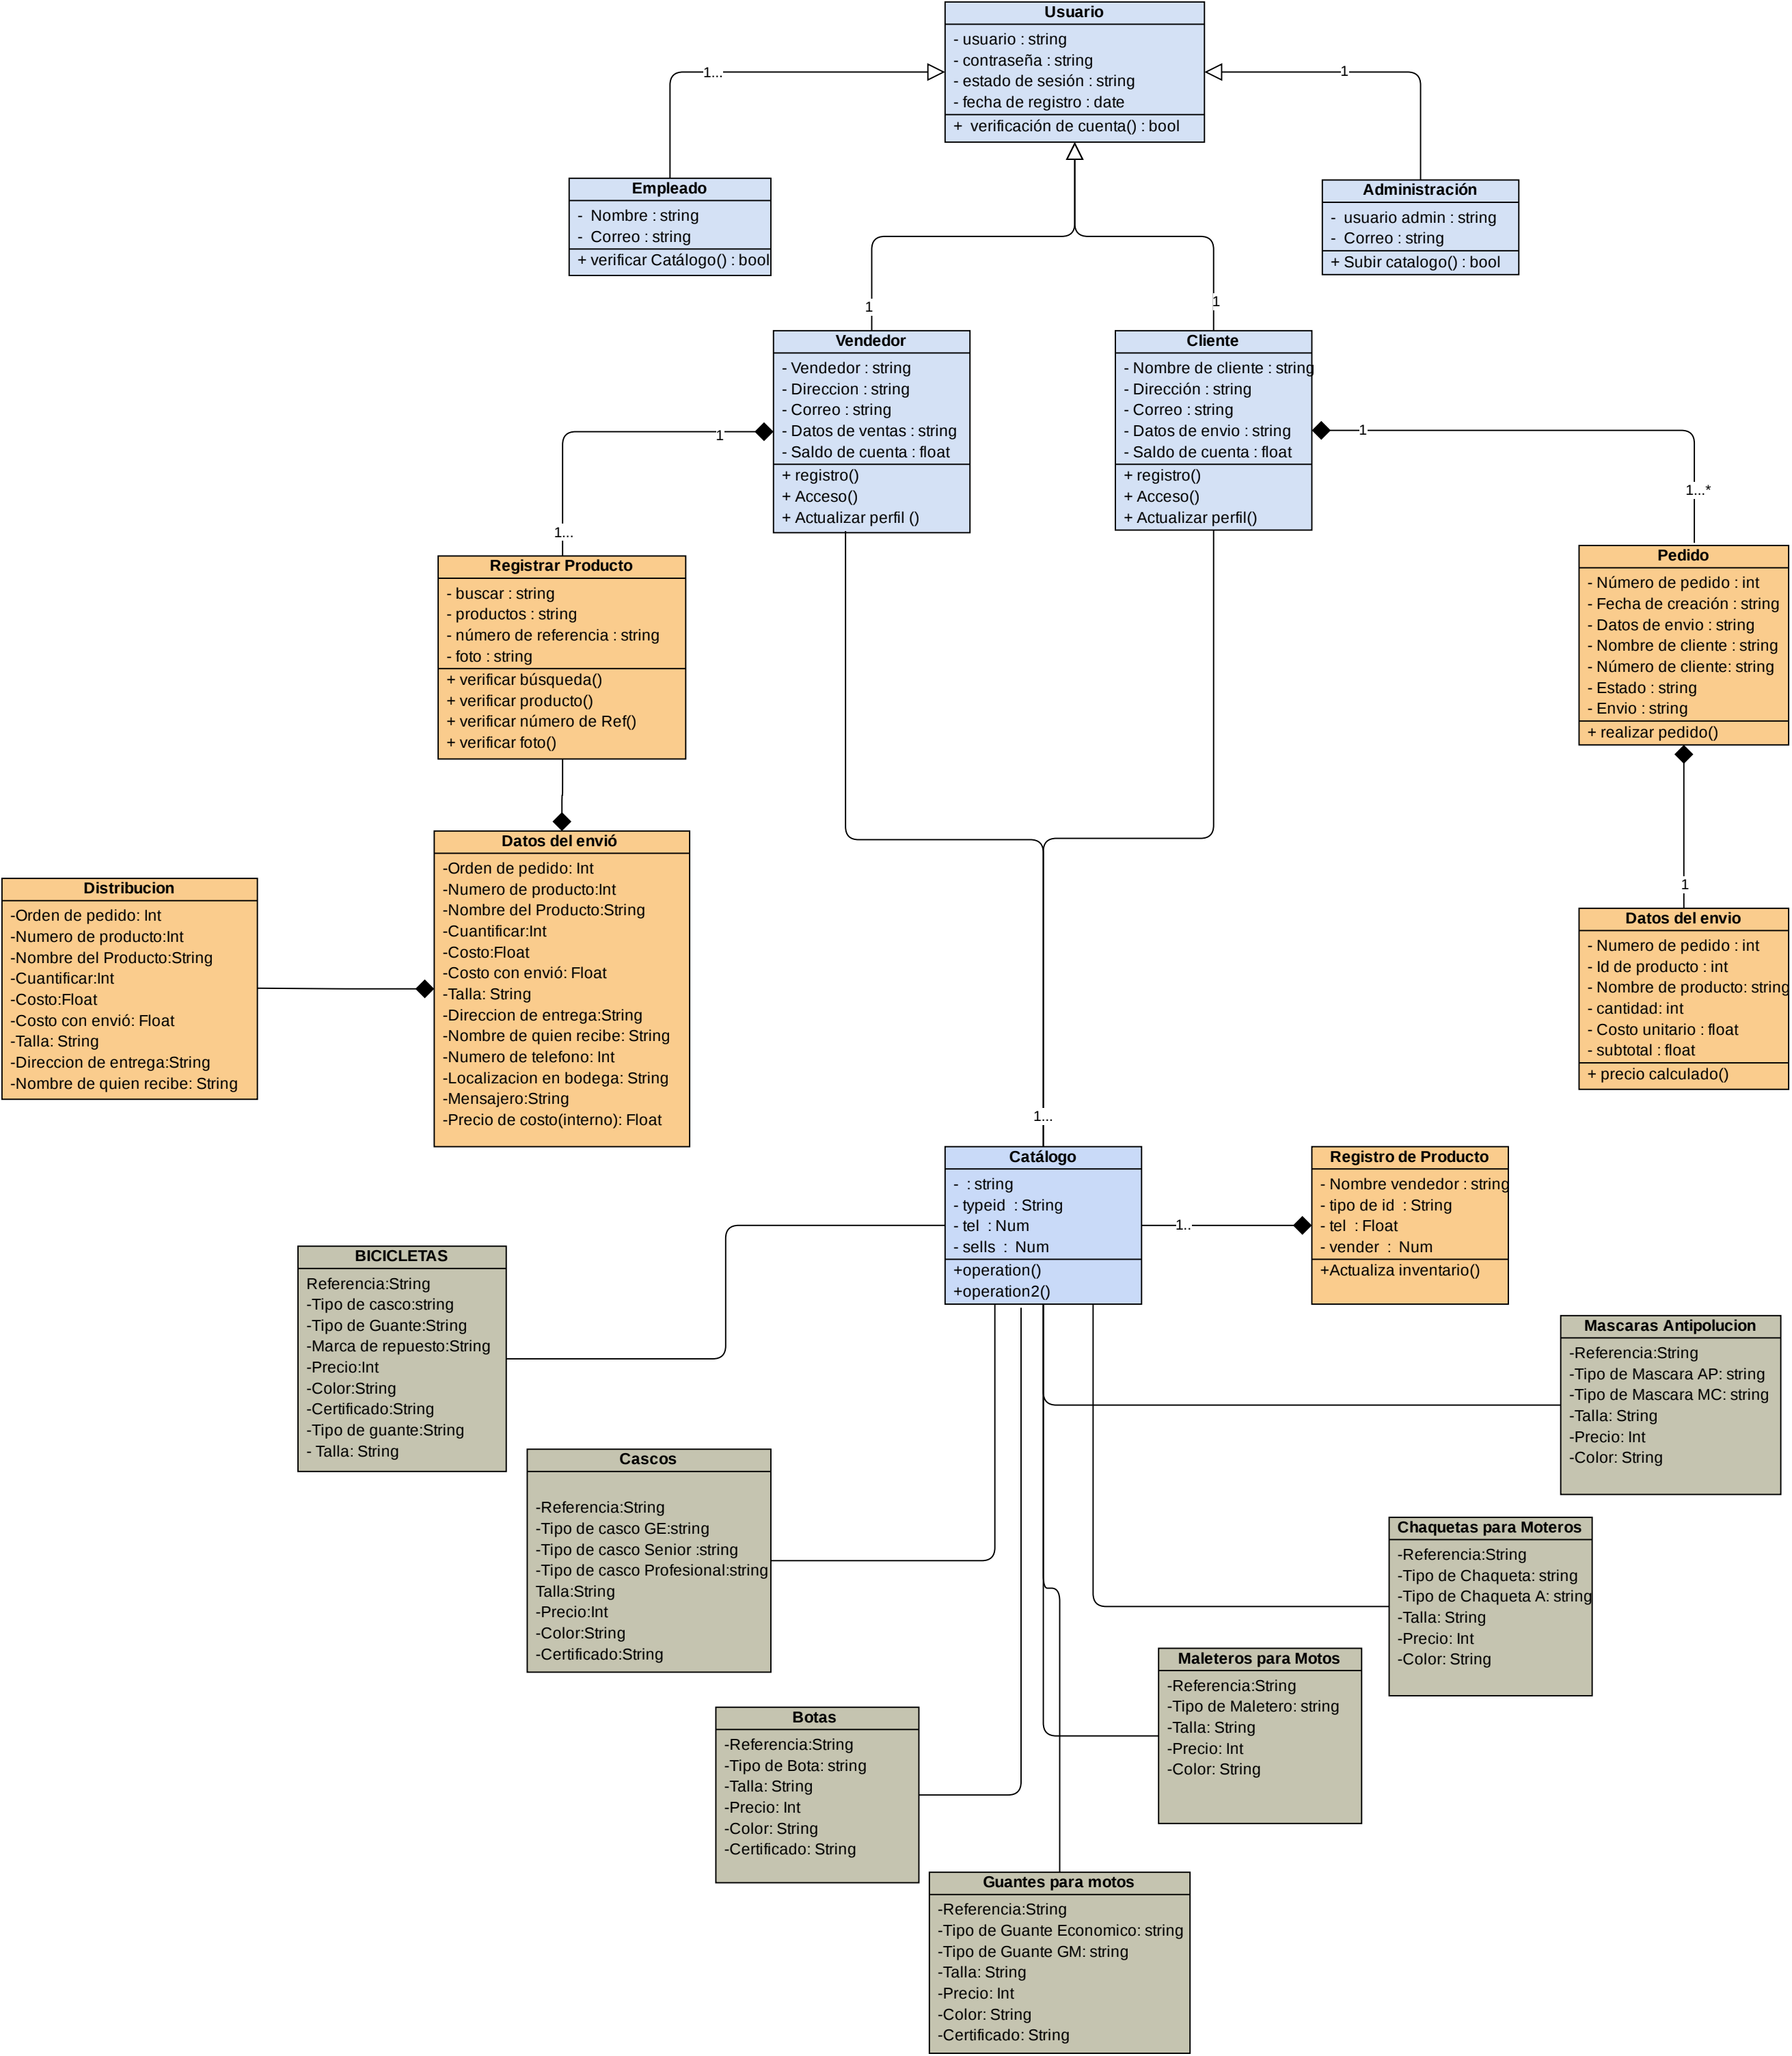 Usuario
- usuario : string
- contraseña : string
- estado de sesión : string
- fecha de registro : date
+  verificación de cuenta() : bool
1...
1
Empleado
-  Nombre : string
-  Correo : string
+ verificar Catálogo() : bool
Administración
-  usuario admin : string
-  Correo : string
+ Subir catalogo() : bool
1
1
Vendedor
- Vendedor : string
- Direccion : string
- Correo : string
- Datos de ventas : string
- Saldo de cuenta : float
+ registro()
+ Acceso()
+ Actualizar perfil ()
Cliente
- Nombre de cliente : string
- Dirección : string
- Correo : string
- Datos de envio : string
- Saldo de cuenta : float
+ registro()
+ Acceso()
+ Actualizar perfil()
1
1...
1
1...*
Registrar Producto
- buscar : string
- productos : string
- número de referencia : string
- foto : string
+ verificar búsqueda()
+ verificar producto()
+ verificar número de Ref()
+ verificar foto()
Pedido
- Número de pedido : int
- Fecha de creación : string
- Datos de envio : string
- Nombre de cliente : string
- Número de cliente: string
- Estado : string
- Envio : string
+ realizar pedido()
Datos del envió
-Orden de pedido: Int
-Numero de producto:Int
-Nombre del Producto:String
-Cuantificar:Int
-Costo:Float
-Costo con envió: Float
-Talla: String
-Direccion de entrega:String
-Nombre de quien recibe: String
-Numero de telefono: Int
-Localizacion en bodega: String
-Mensajero:String
-Precio de costo(interno): Float
Distribucion
-Orden de pedido: Int
-Numero de producto:Int
-Nombre del Producto:String
-Cuantificar:Int
-Costo:Float
-Costo con envió: Float
-Talla: String
-Direccion de entrega:String
-Nombre de quien recibe: String
1
Datos del envio
- Numero de pedido : int
- Id de producto : int
- Nombre de producto: string
- cantidad: int
- Costo unitario : float
- subtotal : float
+ precio calculado()
1...
Catálogo
-  : string
- typeid  : String
- tel  : Num
- sells  :  Num
+operation()
+operation2()
1..
Registro de Producto
- Nombre vendedor : string
- tipo de id  : String
- tel  : Float
- vender  :  Num
+Actualiza inventario()
BICICLETAS
Referencia:String
-Tipo de casco:string
-Tipo de Guante:String
-Marca de repuesto:String
-Precio:Int
-Color:String
-Certificado:String
-Tipo de guante:String
- Talla: String
Mascaras Antipolucion
-Referencia:String
-Tipo de Mascara AP: string
-Tipo de Mascara MC: string
-Talla: String
-Precio: Int
-Color: String
Cascos
-Referencia:String
-Tipo de casco GE:string
-Tipo de casco Senior :string
-Tipo de casco Profesional:string
Talla:String
-Precio:Int
-Color:String
-Certificado:String
Chaquetas para Moteros
-Referencia:String
-Tipo de Chaqueta: string
-Tipo de Chaqueta A: string
-Talla: String
-Precio: Int
-Color: String
Maleteros para Motos
-Referencia:String
-Tipo de Maletero: string
-Talla: String
-Precio: Int
-Color: String
Botas
-Referencia:String
-Tipo de Bota: string
-Talla: String
-Precio: Int
-Color: String
-Certificado: String
Guantes para motos
-Referencia:String
-Tipo de Guante Economico: string
-Tipo de Guante GM: string
-Talla: String
-Precio: Int
-Color: String
-Certificado: String